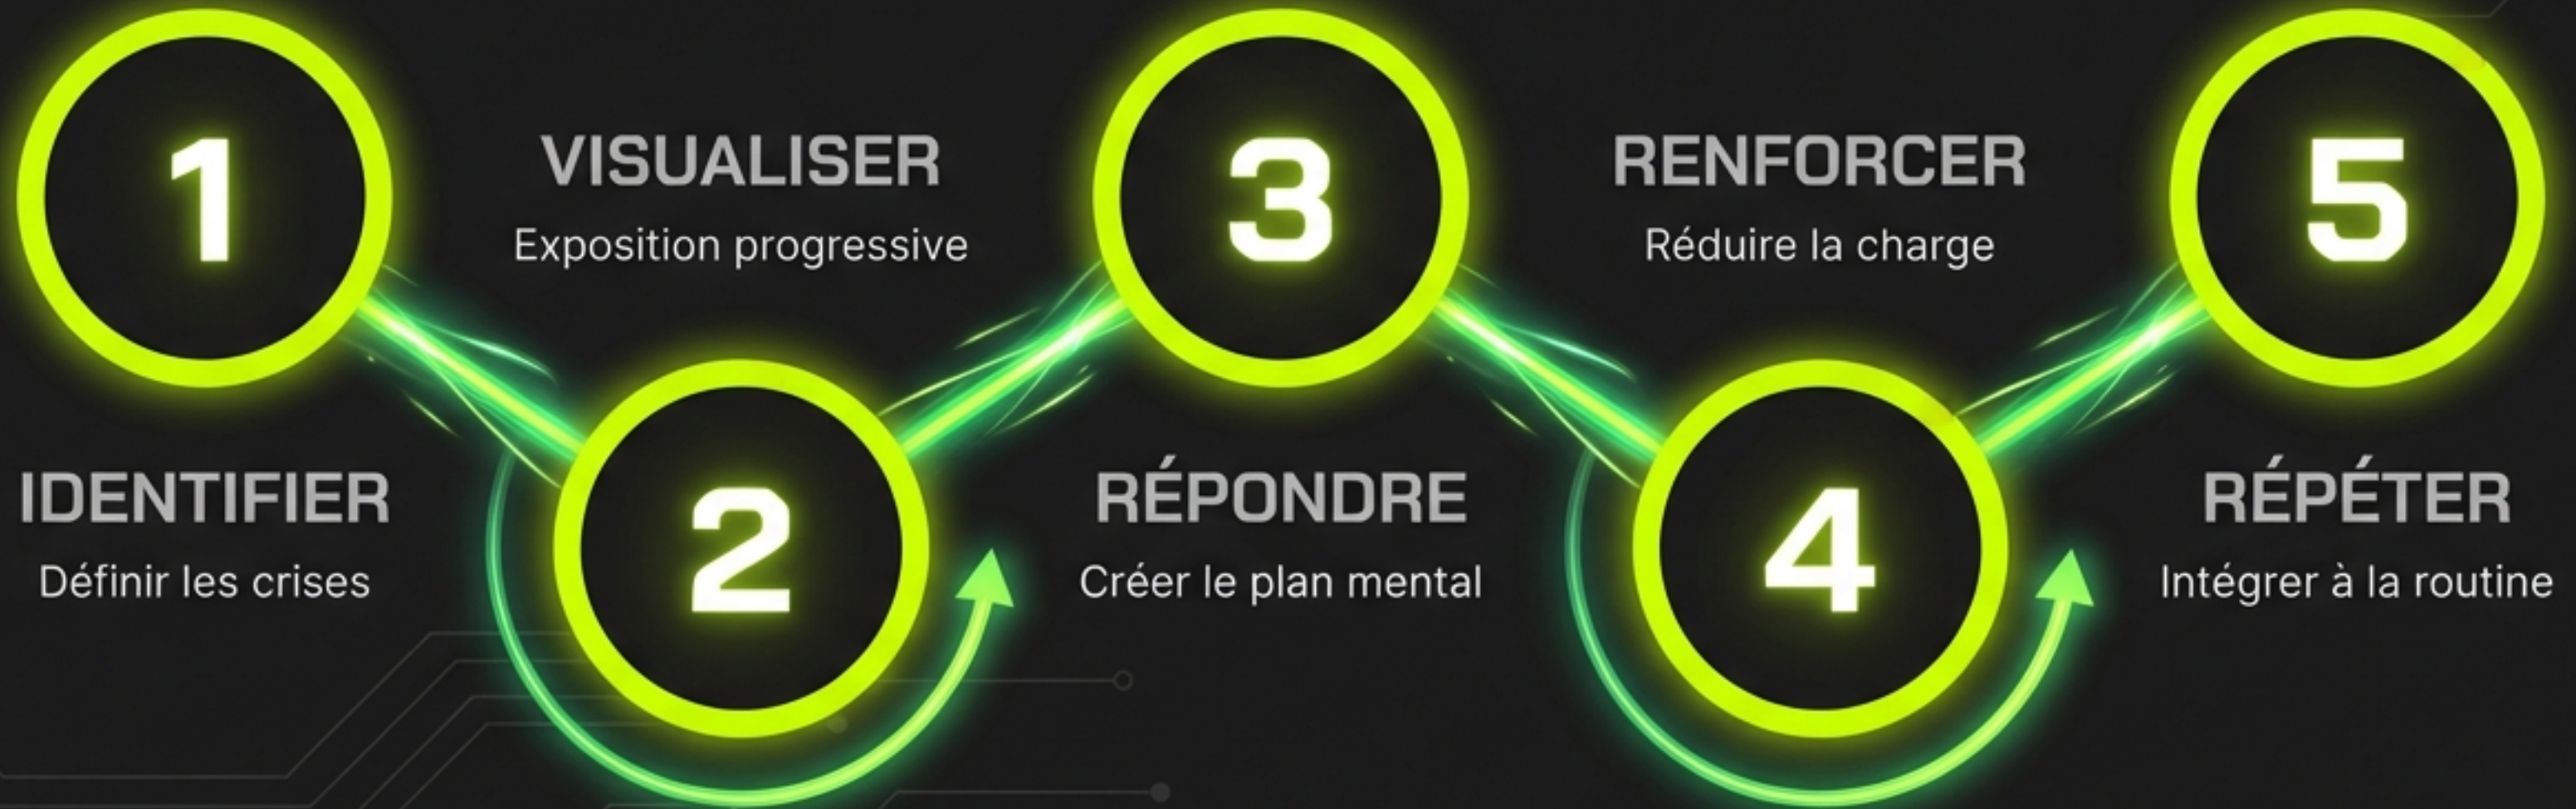 1
IDENTIFIER
Définir les crises
VISUALISER
Exposition progressive
2
3
RÉPONDRE
Créer le plan mental
RENFORCER
Réduire la charge
4
5
RÉPÉTER
Intégrer à la routine